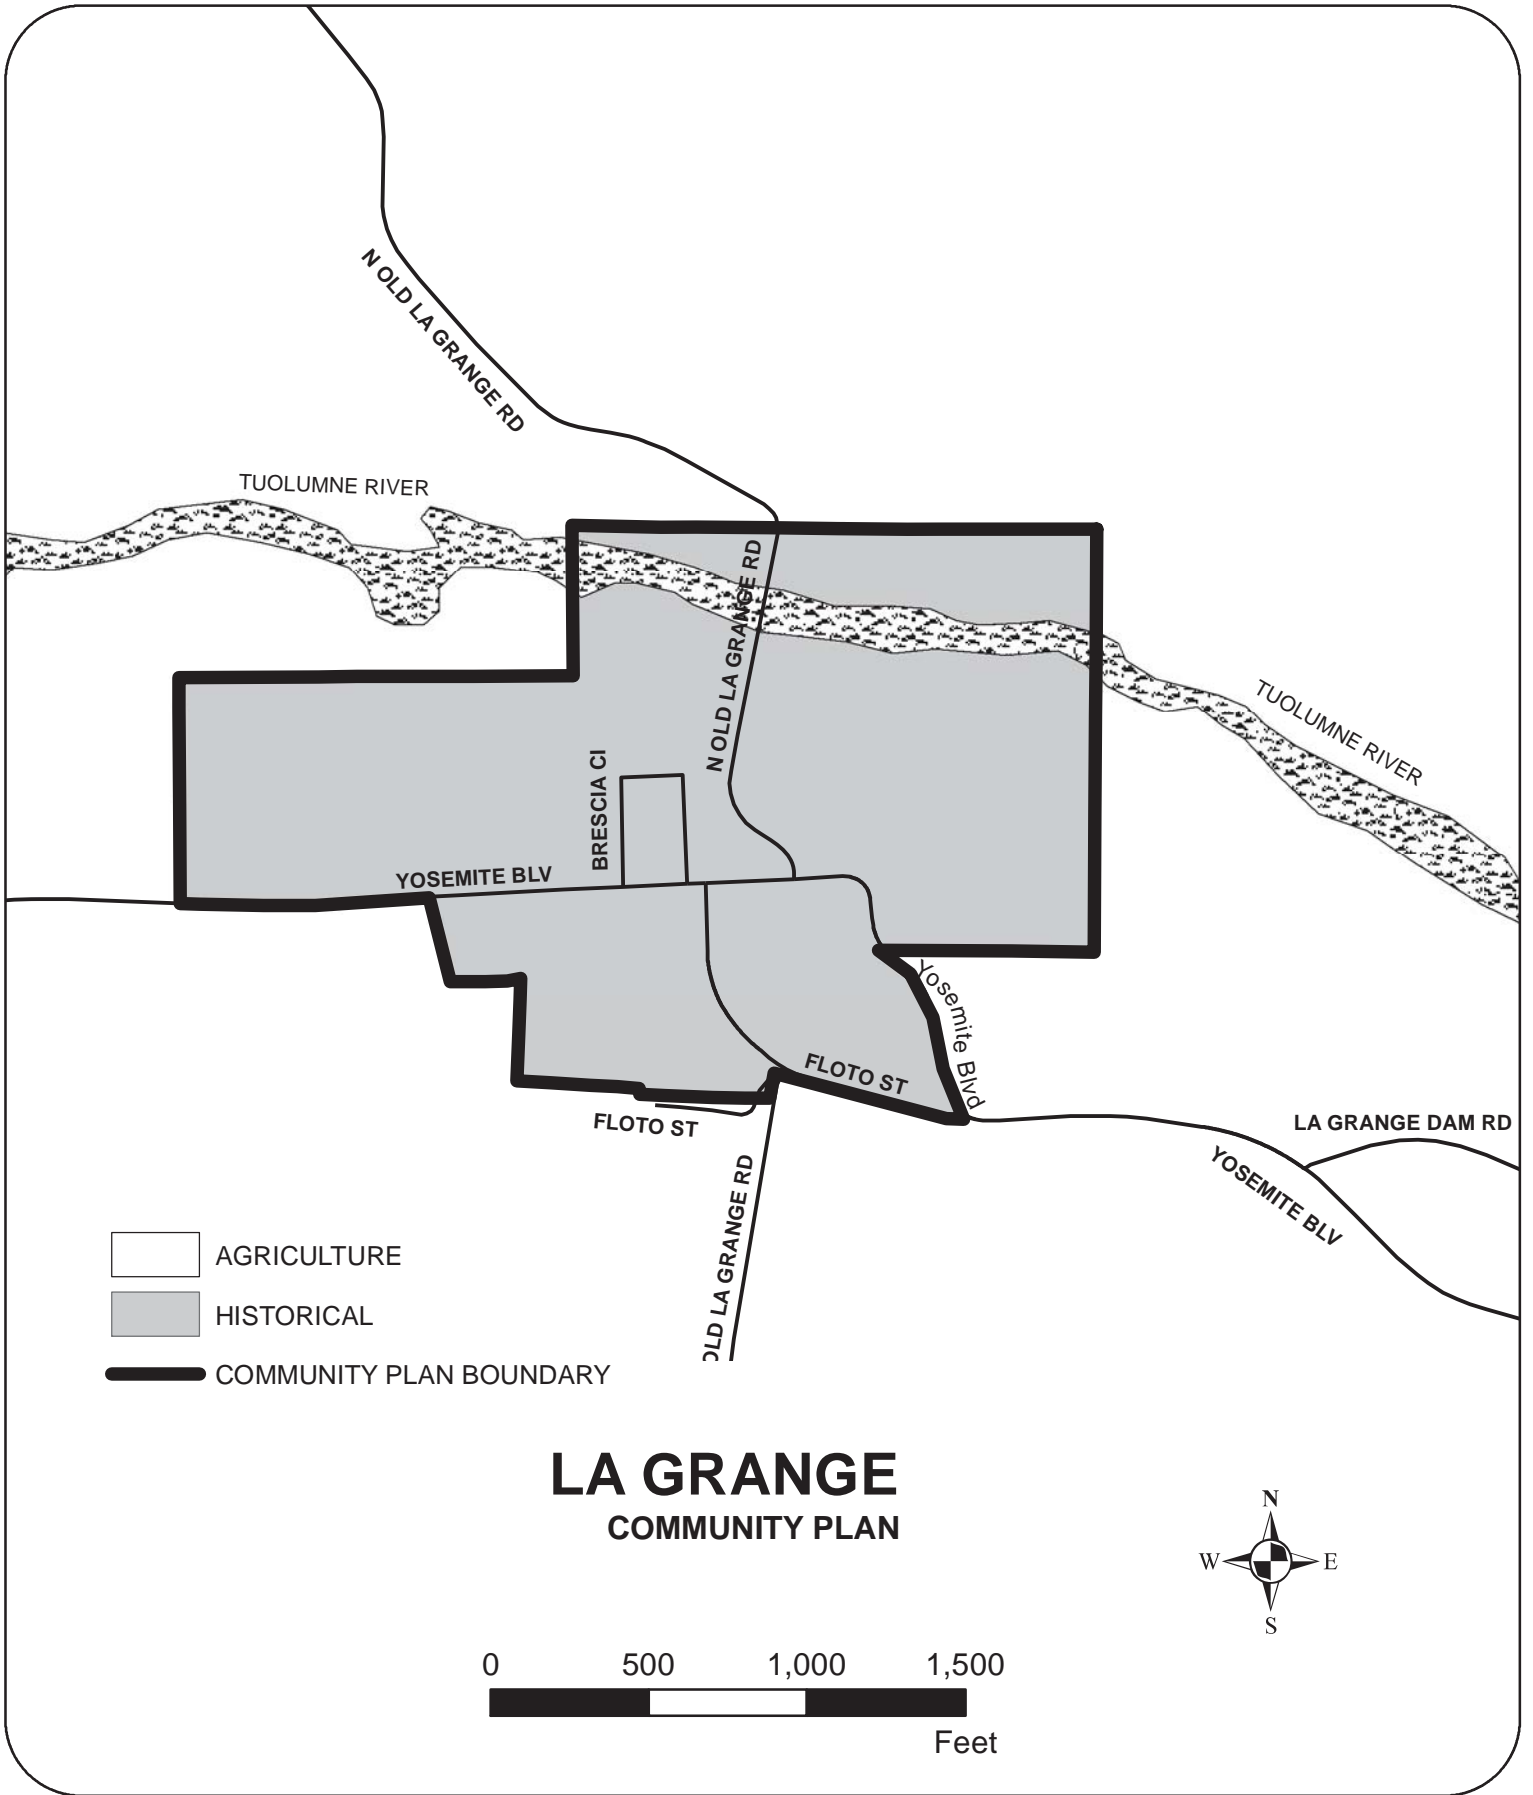 N OLD LA GRANGE RD
TUOLUMNE RIVER
N OLD LA GRANGE RD
TUOLUMNE RIVER
BRESCIA CI
YOSEMITE BLV
Yosemite Blvd
FLOTO ST
FLOTO ST
LA GRANGE DAM RD
YOSEMITE BLV
OLD LA GRANGE RD
AGRICULTURE
HISTORICAL
COMMUNITY PLAN BOUNDARY
LA GRANGE
COMMUNITY PLAN
N
W E
S
0 500 1,000 1,500
Feet